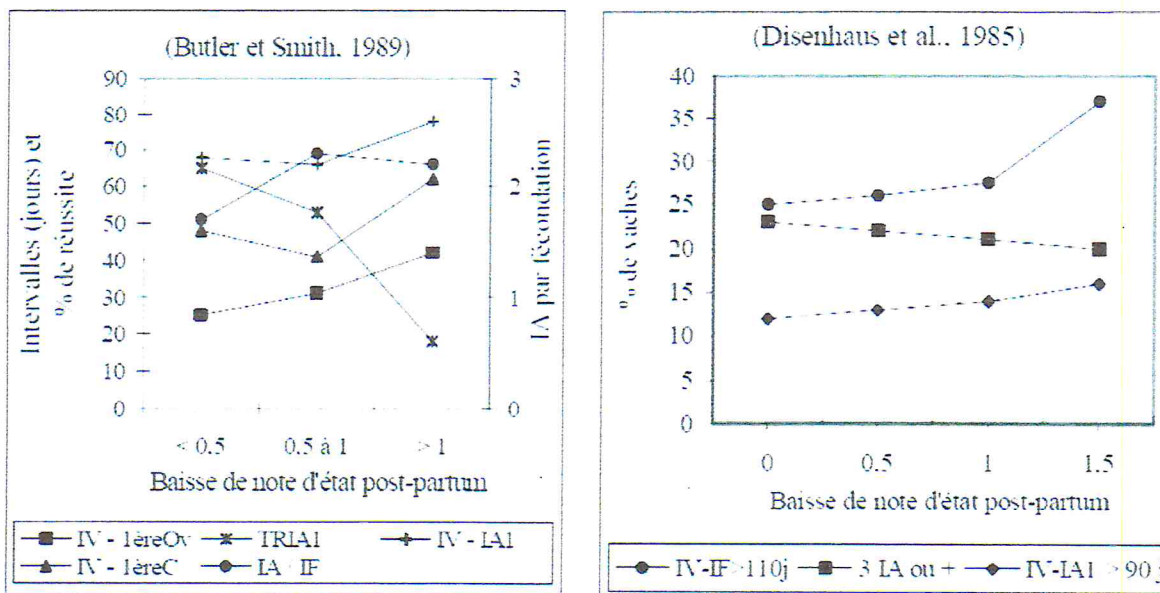 (Butler et Smith. 1989)
Intervalles (jours) et
% de réussite
90
80
70
60
50
40
30
20
10
0
3
2
1
0
IA par fécondation
< 0.5
0.5 à 1
> 1
Baisse de note d'état post-partum
IV - 1èreOv
TRIA1
IV - IA1
IV - 1èreC
IA IF
(Disenhaus et al.. 1985)
% de vaches
40
35
30
25
20
15
10
5
0
0
0.5
1
1.5
Baisse de note d'état post-partum
IV-IF>110j
3 IA ou +
IV-IA1 > 90 j